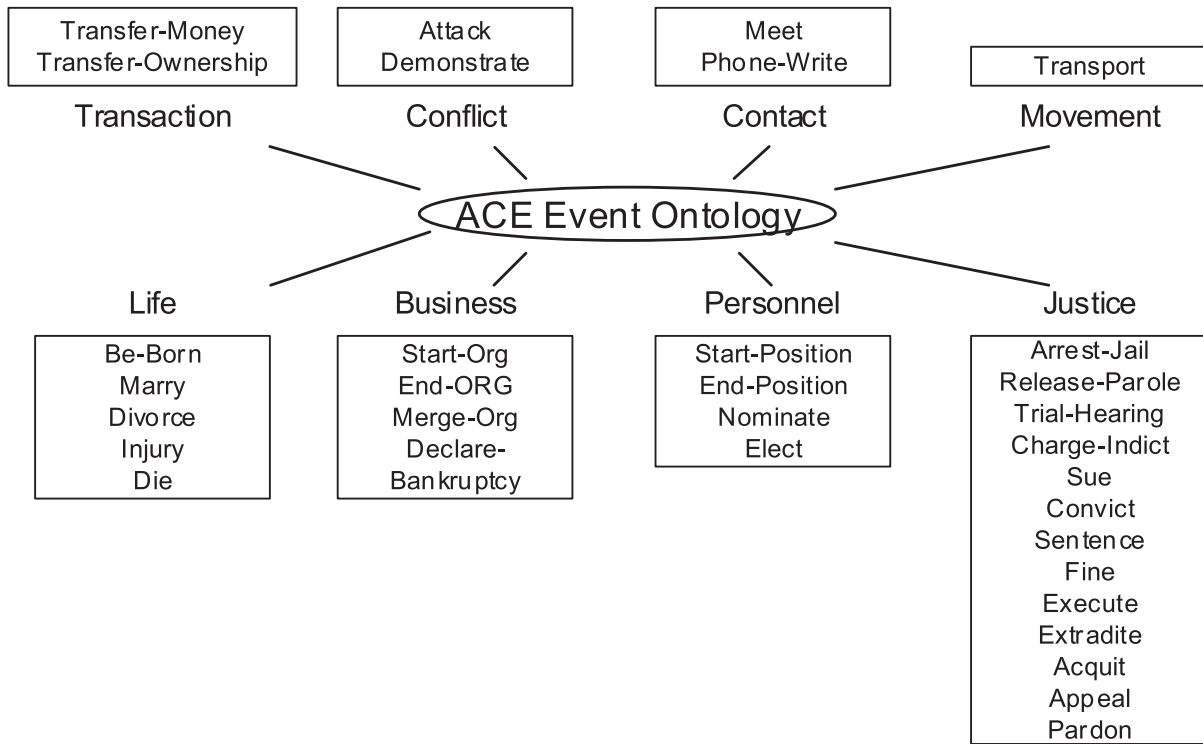 Transfer-Money
Transfer-Ownership
Transaction
Attack
Demonstrate
Conflict
Meet
Phone-Write
Contact
Transport
Movement
ACE Event Ontology
Life
Be-Born
Marry
Divorce
Injury
Die
Business
Start-Org
End-ORG
Merge-Org
Declare-
Bankruptcy
Personnel
Start-Position
End-Position
Nominate
Elect
Justice
Arrest-Jail
Release-Parole
Trial-Hearing
Charge-Indict
Sue
Convict
Sentence
Fine
Execute
Extradite
Acquit
Appeal
Pardon